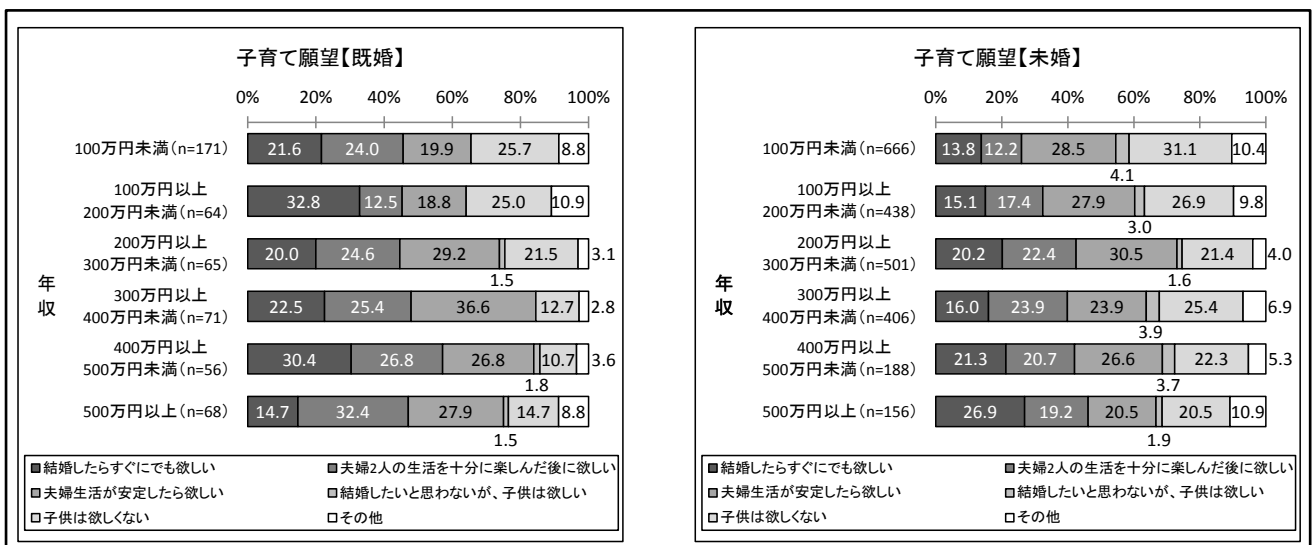 子育て願望【既婚】
0% 20% 40% 60% 80% 100%
年収
100万円未満(n=171) 21.6 24.0 19.9 25.7 8.8
100万円以上
200万円未満(n=64) 32.8 12.5 18.8 25.0 10.9
200万円以上
300万円未満(n=65) 20.0 24.6 29.2 21.5 3.1
1.5
300万円以上
400万円未満(n=71) 22.5 25.4 36.6 12.7 2.8
400万円以上
500万円未満(n=56) 30.4 26.8 26.8 10.7 3.6
1.8
500万円以上(n=68) 14.7 32.4 27.9 14.7 8.8
1.5
結婚したらすぐにでも欲しい 夫婦2人の生活を十分に楽しんだ後に欲しい
夫婦生活が安定したら欲しい 結婚したいと思わないが、子供は欲しい
子供は欲しくない その他
子育て願望【未婚】
0% 20% 40% 60% 80% 100%
年収
100万円未満(n=666) 13.8 12.2 28.5 31.1 10.4
4.1
100万円以上
200万円未満(n=438) 15.1 17.4 27.9 26.9 9.8
3.0
200万円以上
300万円未満(n=501) 20.2 22.4 30.5 21.4 4.0
1.6
300万円以上
400万円未満(n=406) 16.0 23.9 23.9 25.4 6.9
3.9
400万円以上
500万円未満(n=188) 21.3 20.7 26.6 22.3 5.3
3.7
500万円以上(n=156) 26.9 19.2 20.5 20.5 10.9
1.9
結婚したらすぐにでも欲しい 夫婦2人の生活を十分に楽しんだ後に欲しい
夫婦生活が安定したら欲しい 結婚したいと思わないが、子供は欲しい
子供は欲しくない その他